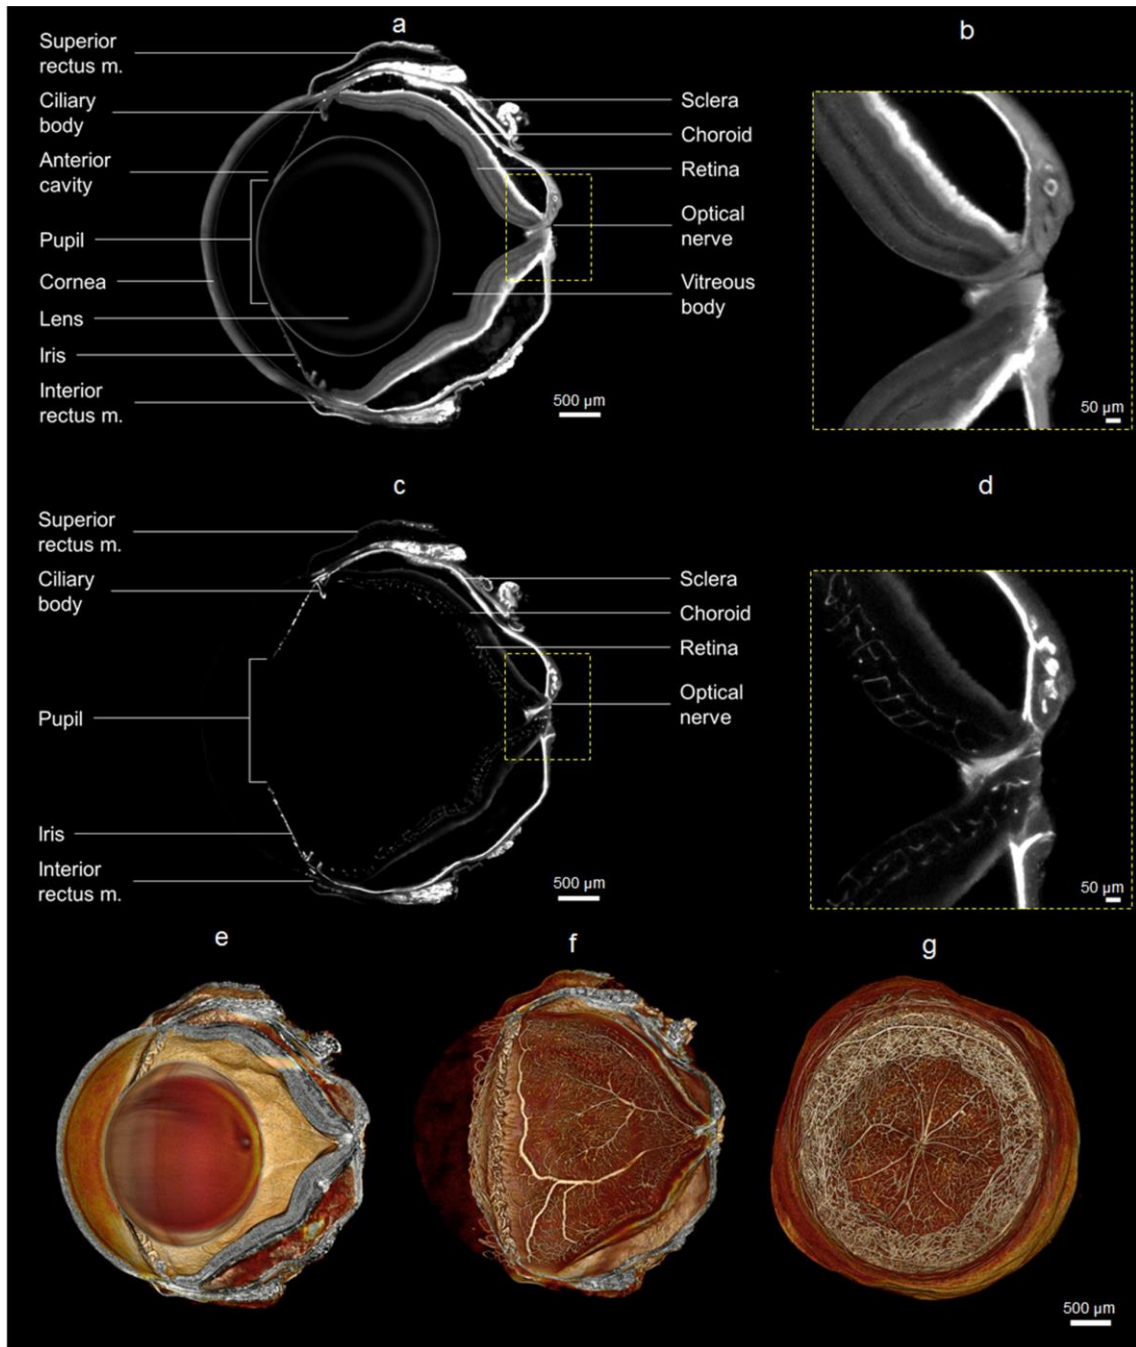 a
b
Superior
rectus m.
Ciliary
body
Anterior
cavity
Pupil
Cornea
Lens
Iris
Interior
rectus m.
Sclera
Choroid
Retina
Optical
nerve
Vitreous
body
500 µm
50 µm
c
d
Superior
rectus m.
Ciliary
body
Pupil
Iris
Interior
rectus m.
Sclera
Choroid
Retina
Optical
nerve
500 µm
50 µm
e
f
g
500 µm